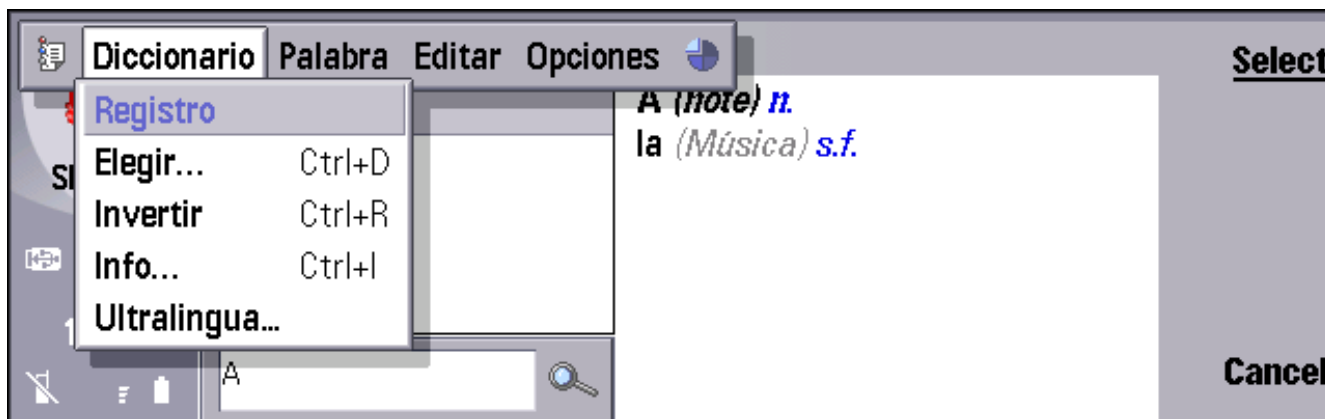 Diccionario Palabra Editar Opciones
Select
Registro
Elegir... Ctrl+D
Invertir Ctrl+R
Info... Ctrl+I
Ultralingua...
A (note) n.
la (Música) s.f.
A
Cancel